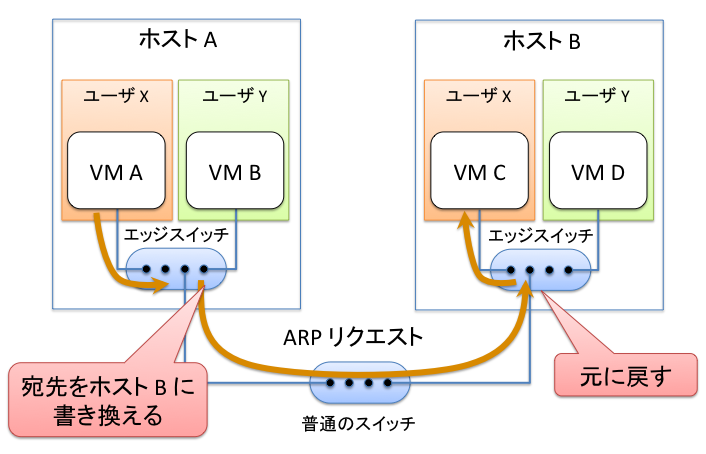 ホスト A
ホスト B
ユーザ X
ユーザ Y
ユーザ X
ユーザ Y
VM A
VM B
VM C
VM D
エッジスイッチ
エッジスイッチ
ARP リクエスト
宛先をホスト B に
書き換える
元に戻す
普通のスイッチ